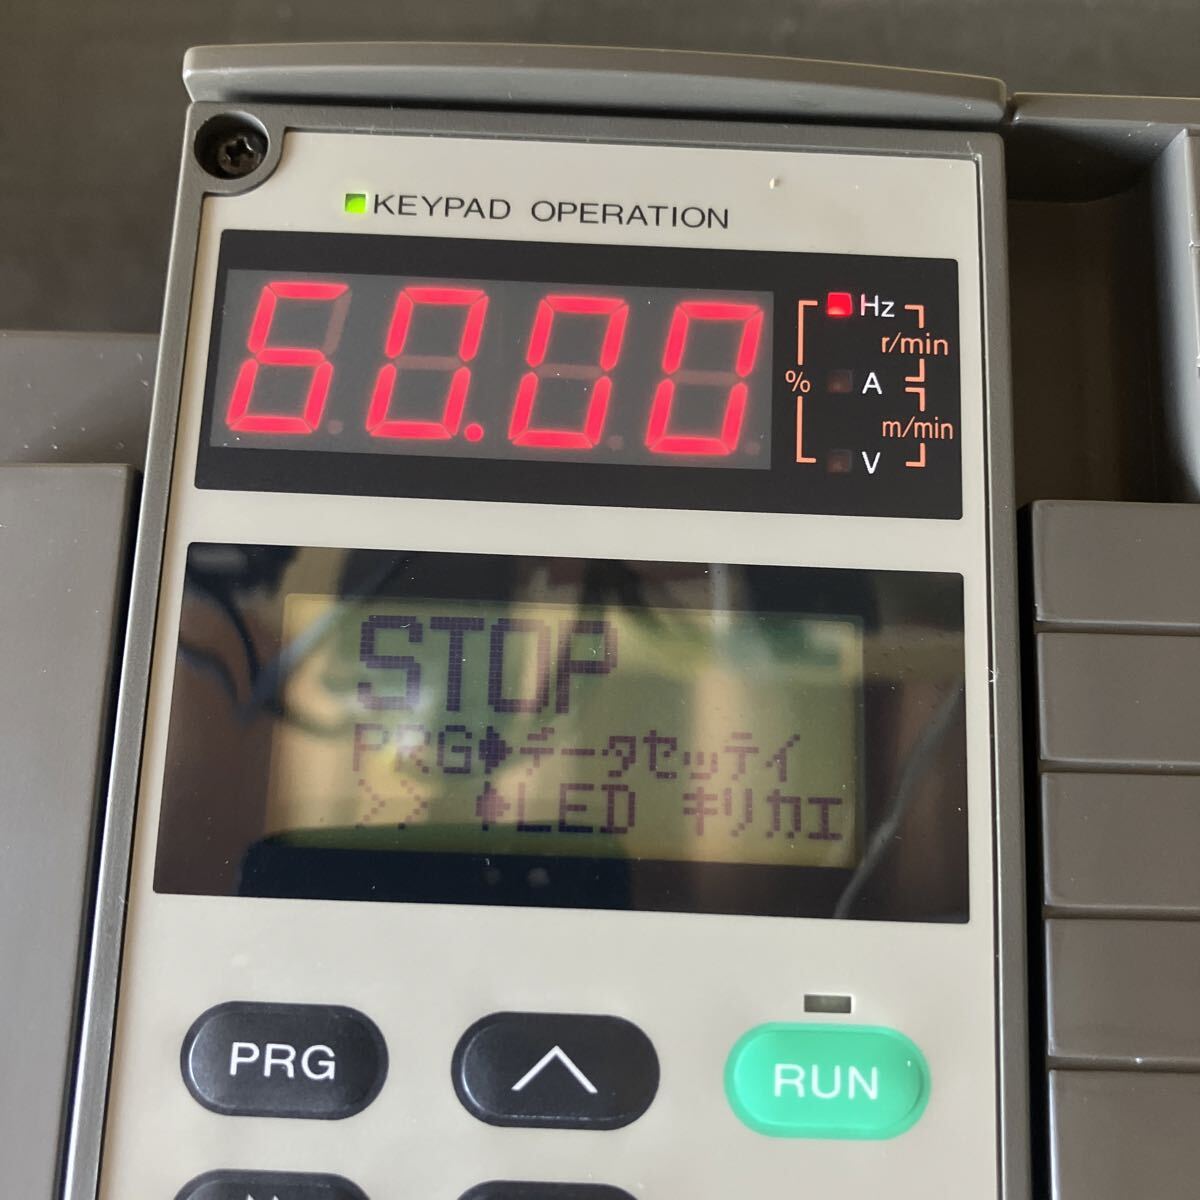 KEYPAD OPERATION
60.00
Hz
r/min
% A
m/min
V
STOP
PRG➧データセッテイ
>> ➧LED キリカエ
PRG ∧ RUN